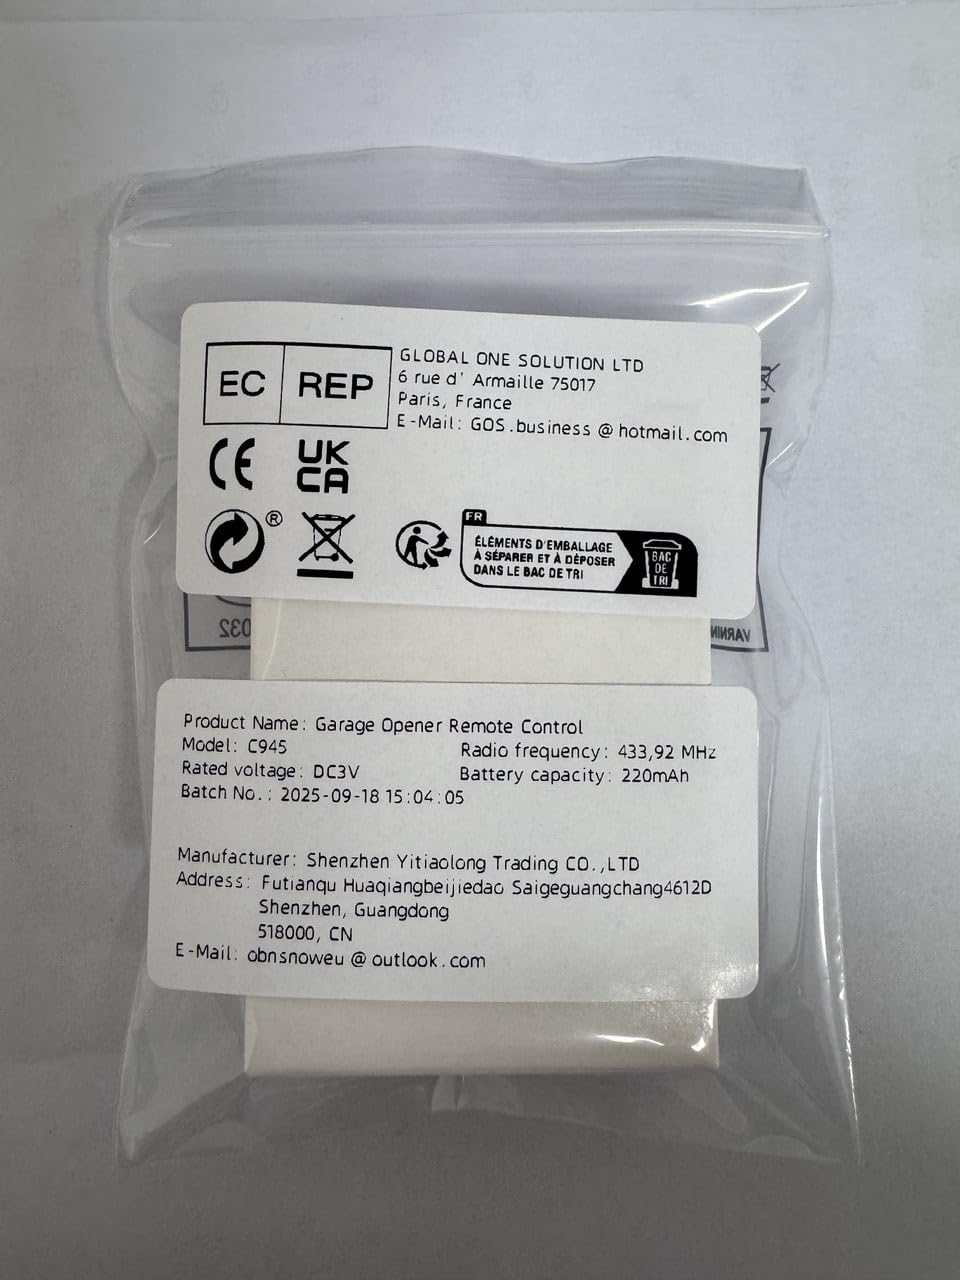 EC REP
GLOBAL ONE SOLUTION LTD
6 rue d' Armaille 75017
Paris, France
E-Mail: GOS.business @ hotmail.com
CE
UK
CA
®
FR
ÉLÉMENTS D'EMBALLAGE
À SÉPARER ET À DÉPOSER
DANS LE BAC DE TRI
BAC
DE
TRI
Product Name: Garage Opener Remote Control
Model: C945
Radio frequency: 433,92 MHz
Rated voltage: DC3V
Battery capacity: 220mAh
Batch No.: 2025-09-18 15:04:05
Manufacturer: Shenzhen Yitiaolong Trading CO.,LTD
Address: Futianqu Huaqiangbeijiedao Saigeguangchang4612D
Shenzhen, Guangdong
518000, CN
E-Mail: obnsnoweu @ outlook.com